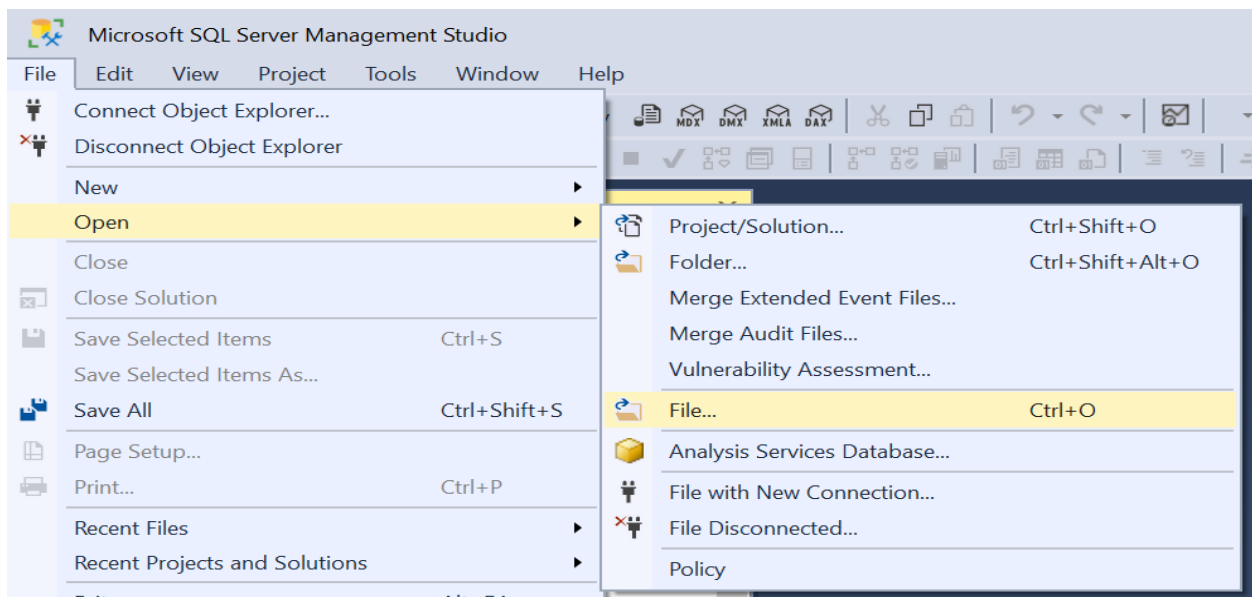 Microsoft SQL Server Management Studio
File Edit View Project Tools Window Help
Connect Object Explorer...
MDX DMX XMLA DAX
Disconnect Object Explorer
New
Open
Project/Solution... Ctrl+Shift+O
Folder... Ctrl+Shift+Alt+O
Merge Extended Event Files...
Merge Audit Files...
Vulnerability Assessment...
File... Ctrl+O
Analysis Services Database...
File with New Connection...
File Disconnected...
Policy
Close
Close Solution
Save Selected Items Ctrl+S
Save Selected Items As...
Save All Ctrl+Shift+S
Page Setup...
Print... Ctrl+P
Recent Files
Recent Projects and Solutions